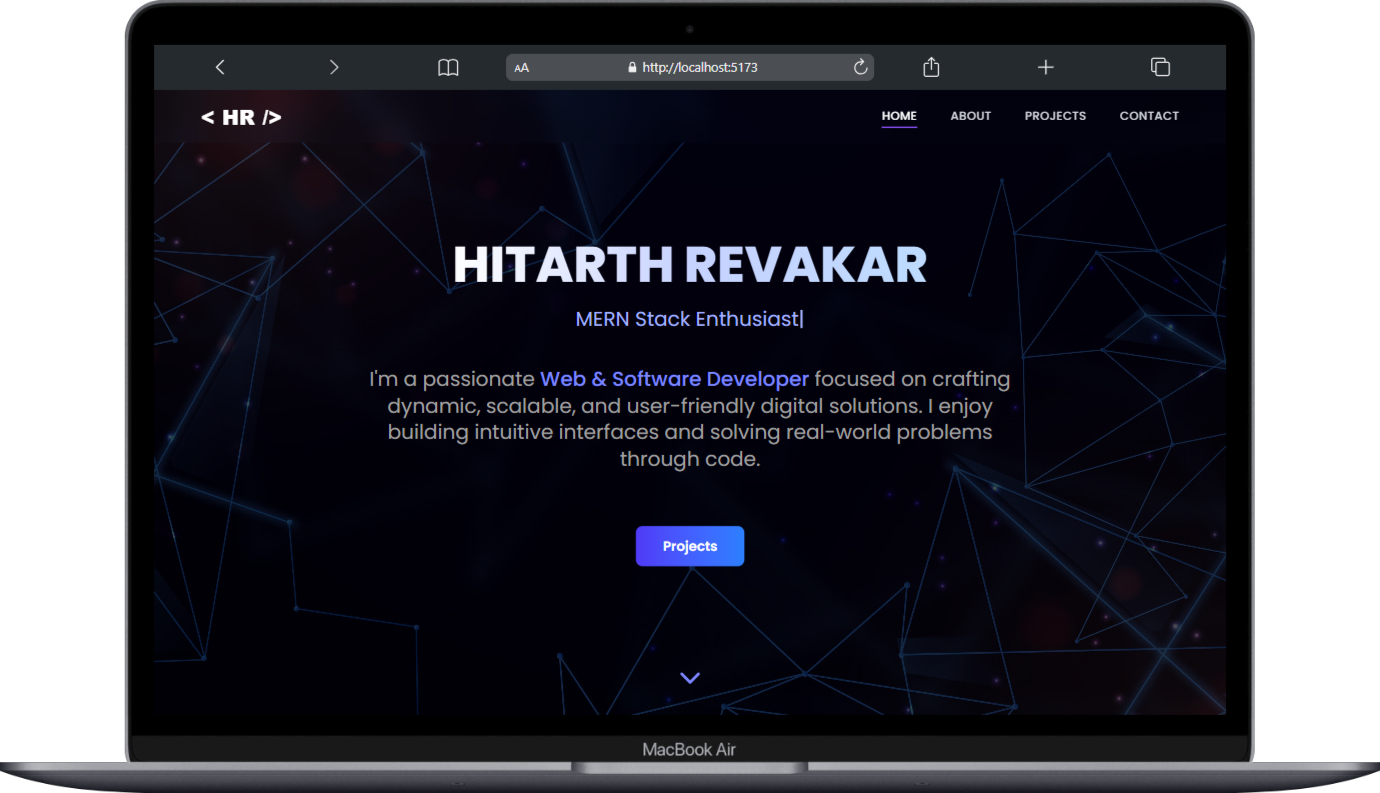 AA http://localhost:5173
< HR />
HOME ABOUT PROJECTS CONTACT
HITARTH REVAKAR
MERN Stack Enthusiast|
I'm a passionate Web & Software Developer focused on crafting
dynamic, scalable, and user-friendly digital solutions. I enjoy
building intuitive interfaces and solving real-world problems
through code.
Projects
MacBook Air